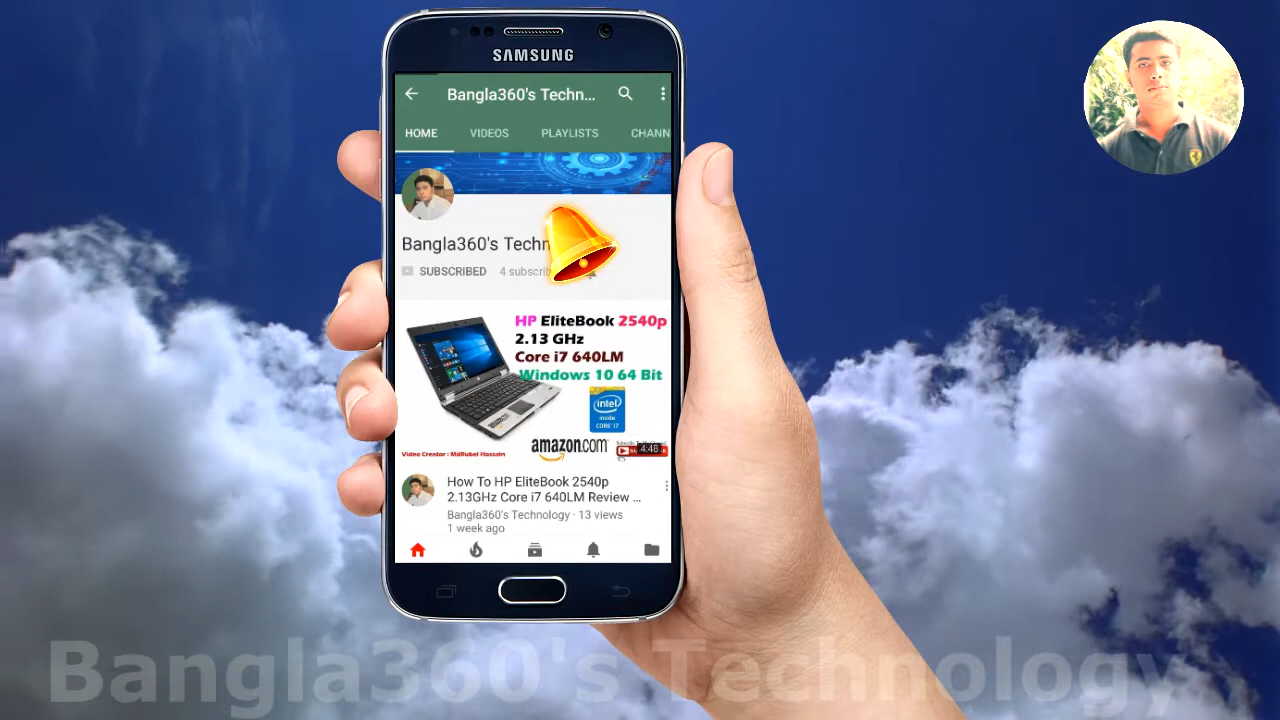 SAMSUNG
Bangla360's Techn...
HOME VIDEOS PLAYLISTS CHANN
Bangla360's Techn
SUBSCRIBED 4 subscrib
HP EliteBook 2540p
2.13 GHz
Core i7 640LM
Windows 10 64 Bit
intel
inside
CORE i7
amazon.com
Video Creator : MdRubel Hossain
4:48
How To HP EliteBook 2540p
2.13GHz Core i7 640LM Review ...
Bangla360's Technology · 13 views
1 week ago
Bangla360's Technology